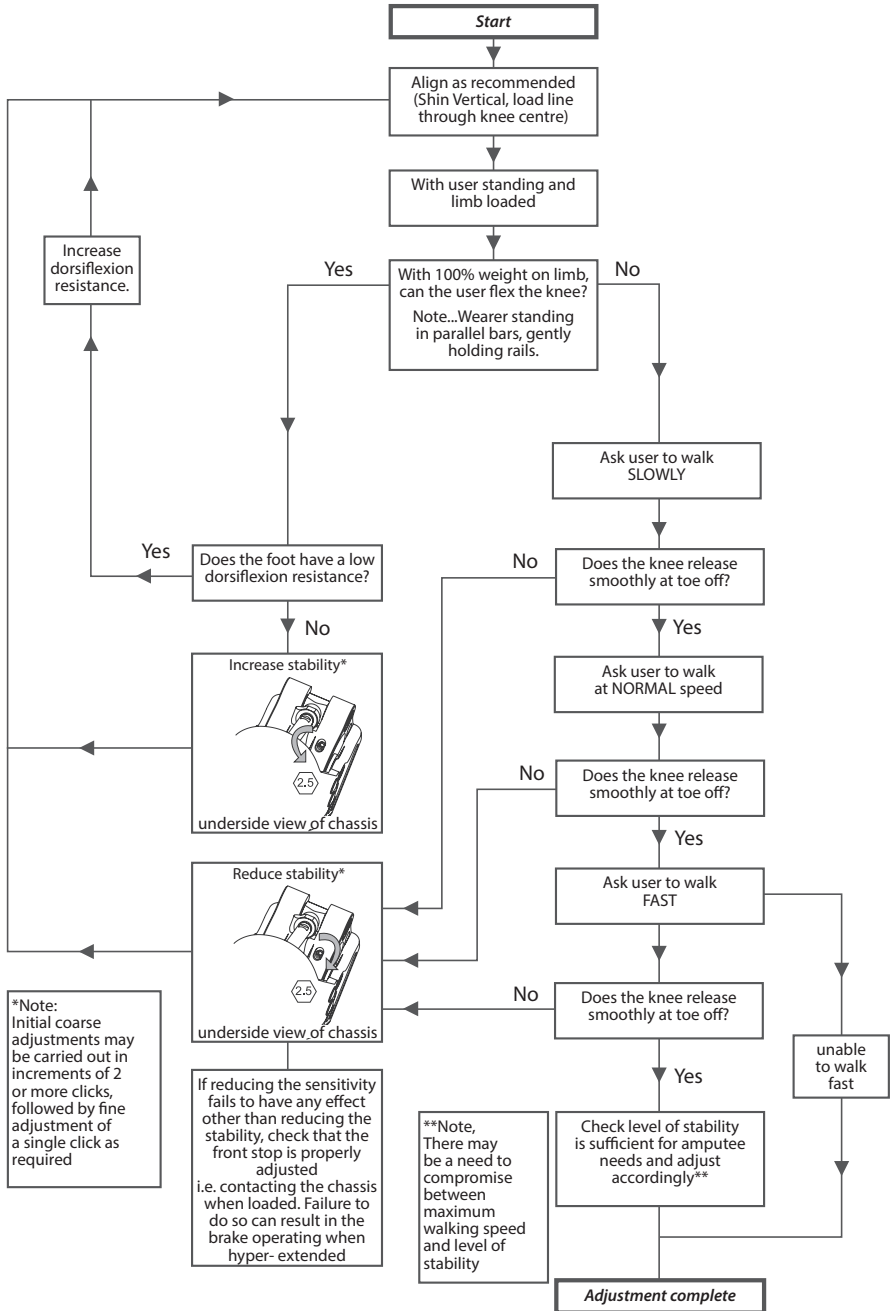 Start
Align as recommended
(Shin Vertical, load line
through knee centre)
With user standing and
limb loaded
Increase
dorsiflexion
resistance.
Yes
With 100% weight on limb,
can the user flex the knee?
Note...Wearer standing
in parallel bars, gently
holding rails.
No
Ask user to walk
SLOWLY
Yes
Does the foot have a low
dorsiflexion resistance?
No
Does the knee release
smoothly at toe off?
No
Yes
Increase stability*
2.5
underside view of chassis
Ask user to walk
at NORMAL speed
No
Does the knee release
smoothly at toe off?
Yes
Reduce stability*
2.5
underside view of chassis
Ask user to walk
FAST
No
Does the knee release
smoothly at toe off?
unable
to walk
fast
Yes
*Note:
Initial coarse
adjustments may
be carried out in
increments of 2
or more clicks,
followed by fine
adjustment of
a single click as
required
If reducing the sensitivity
fails to have any effect
other than reducing the
stability, check that the
front stop is properly
adjusted
i.e. contacting the chassis
when loaded. Failure to
do so can result in the
brake operating when
hyper- extended
**Note,
There may
be a need to
compromise
between
maximum
walking speed
and level of
stability
Check level of stability
is sufficient for amputee
needs and adjust
accordingly**
Adjustment complete